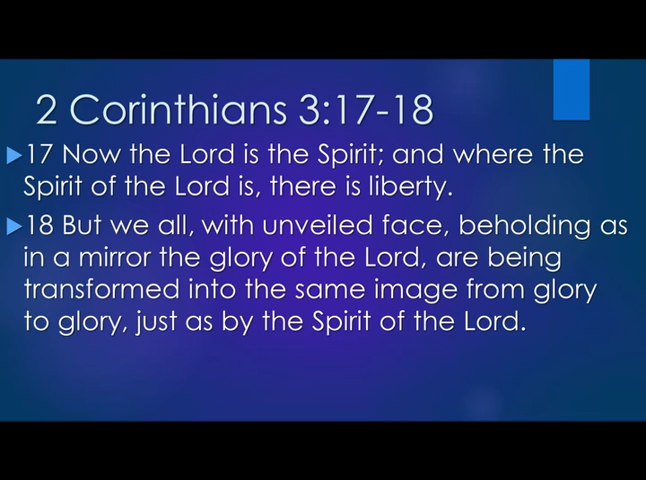 2 Corinthians 3:17-18
17 Now the Lord is the Spirit; and where the
Spirit of the Lord is, there is liberty.
18 But we all, with unveiled face, beholding as
in a mirror the glory of the Lord, are being
transformed into the same image from glory
to glory, just as by the Spirit of the Lord.